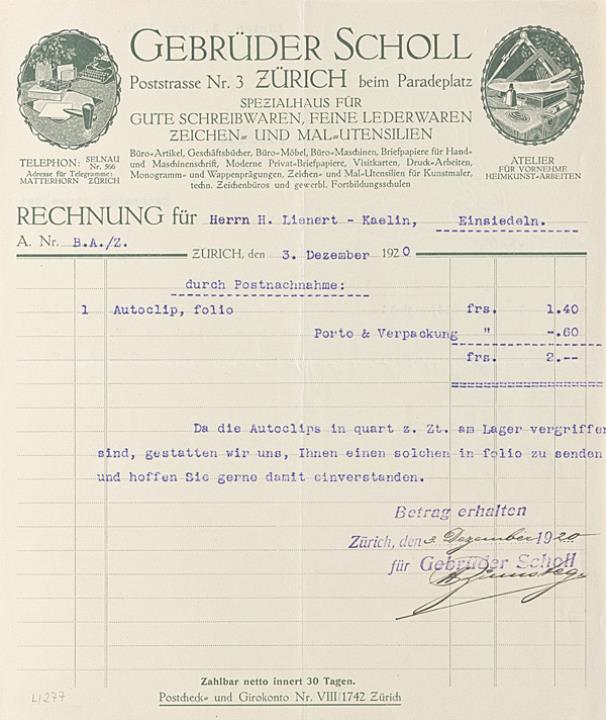 GEBRÜDER SCHOLL
Poststrasse Nr. 3 ZÜRICH beim Paradeplatz
SPEZIALHAUS FÜR
GUTE SCHREIBWAREN, FEINE LEDERWAREN
ZEICHEN- UND MAL-UTENSILIEN
TELEPHON: SELNAU Nr. 566
Adresse für Telegramme:
MATTERHORN ZÜRICH
Büro-Artikel, Geschäftsbücher, Büro-Möbel, Büro-Maschinen, Briefpapiere für Hand-
und Maschinenschrift, Moderne Privat-Briefpapiere, Visitkarten, Druck-Arbeiten,
Monogramm- und Wappenprägungen, Zeichen- und Mal-Utensilien für Kunstmaler,
techn. Zeichenbüros und gewerbl. Fortbildungsschulen
ATELIER
FÜR VORNEHME
HEIMKUNST-ARBEITEN
RECHNUNG für Herrn H. Lienert - Kaelin, Einsiedeln.
A. Nr. B.A./Z.
ZÜRICH, den 3. Dezember 1920
durch Postnachnahme:
1 Autoclip, folio frs. 1.40
Porto & Verpackung " -.60
frs. 2.--
Da die Autoclips in quart z. Zt. am Lager vergriffen
sind, gestatten wir uns, Ihnen einen solchen in folio zu senden
und hoffen Sie gerne damit einverstanden.
Betrag erhalten
Zürich, den 3. Dezember 1920
für Gebrüder Scholl
Zahlbar netto innert 30 Tagen.
Postcheck- und Girokonto Nr. VIII/1742 Zürich
L/277